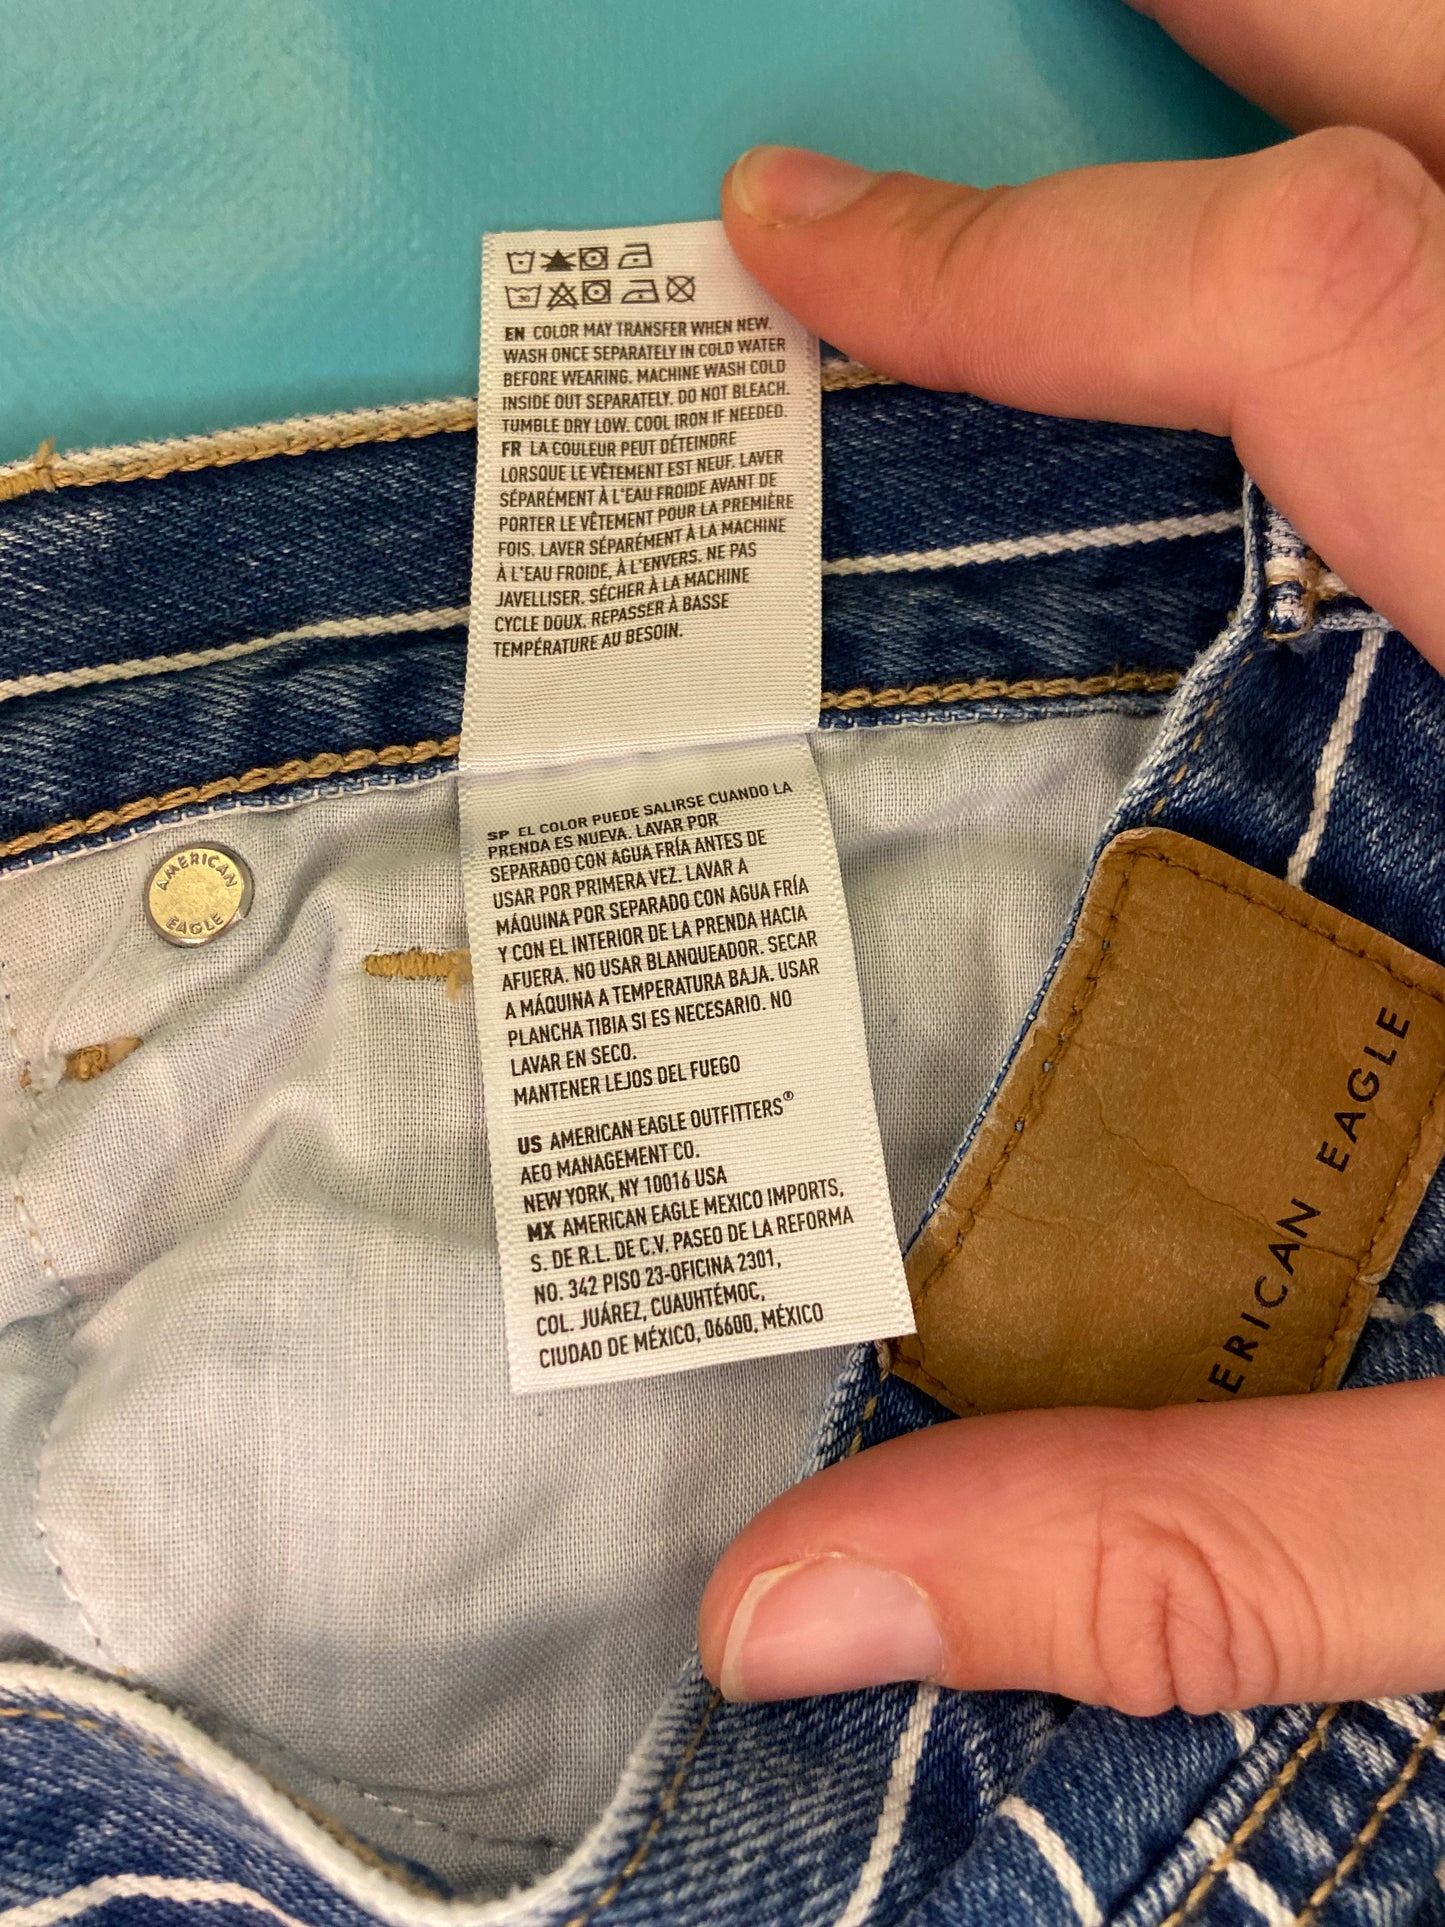 30
EN COLOR MAY TRANSFER WHEN NEW.
WASH ONCE SEPARATELY IN COLD WATER
BEFORE WEARING. MACHINE WASH COLD
INSIDE OUT SEPARATELY. DO NOT BLEACH.
TUMBLE DRY LOW. COOL IRON IF NEEDED.
FR LA COULEUR PEUT DÉTEINDRE
LORSQUE LE VÊTEMENT EST NEUF. LAVER
SÉPARÉMENT À L'EAU FROIDE AVANT DE
PORTER LE VÊTEMENT POUR LA PREMIÈRE
FOIS. LAVER SÉPARÉMENT À LA MACHINE
À L'EAU FROIDE, À L'ENVERS. NE PAS
JAVELLISER. SÉCHER À LA MACHINE
CYCLE DOUX. REPASSER À BASSE
TEMPÉRATURE AU BESOIN.
SP EL COLOR PUEDE SALIRSE CUANDO LA
PRENDA ES NUEVA. LAVAR POR
SEPARADO CON AGUA FRÍA ANTES DE
USAR POR PRIMERA VEZ. LAVAR A
MÁQUINA POR SEPARADO CON AGUA FRÍA
Y CON EL INTERIOR DE LA PRENDA HACIA
AFUERA. NO USAR BLANQUEADOR. SECAR
A MÁQUINA A TEMPERATURA BAJA. USAR
PLANCHA TIBIA SI ES NECESARIO. NO
LAVAR EN SECO.
MANTENER LEJOS DEL FUEGO
US AMERICAN EAGLE OUTFITTERS®
AEO MANAGEMENT CO.
NEW YORK, NY 10016 USA
MX AMERICAN EAGLE MEXICO IMPORTS,
S. DE R.L. DE C.V. PASEO DE LA REFORMA
NO. 342 PISO 23-OFICINA 2301,
COL. JUÁREZ, CUAUHTÉMOC,
CIUDAD DE MÉXICO, 06600, MÉXICO
AMERICAN
EAGLE
ERICAN EAGLE